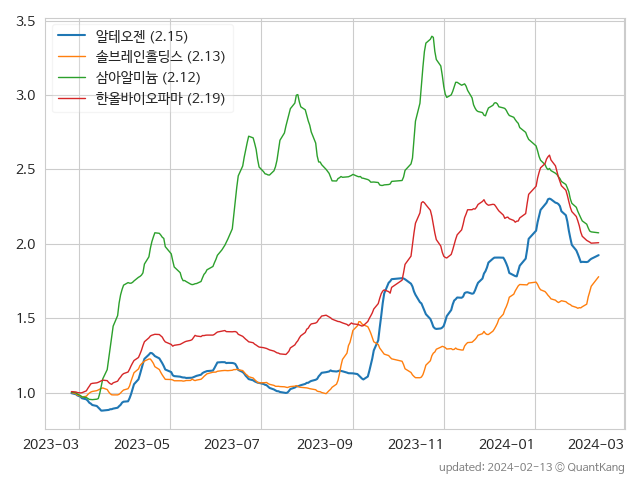 3.5
3.0
2.5
2.0
1.5
1.0
알테오젠 (2.15)
솔브레인홀딩스 (2.13)
삼아알미늄 (2.12)
한올바이오파마 (2.19)
2023-03 2023-05 2023-07 2023-09 2023-11 2024-01 2024-03
updated: 2024-02-13 © QuantKang